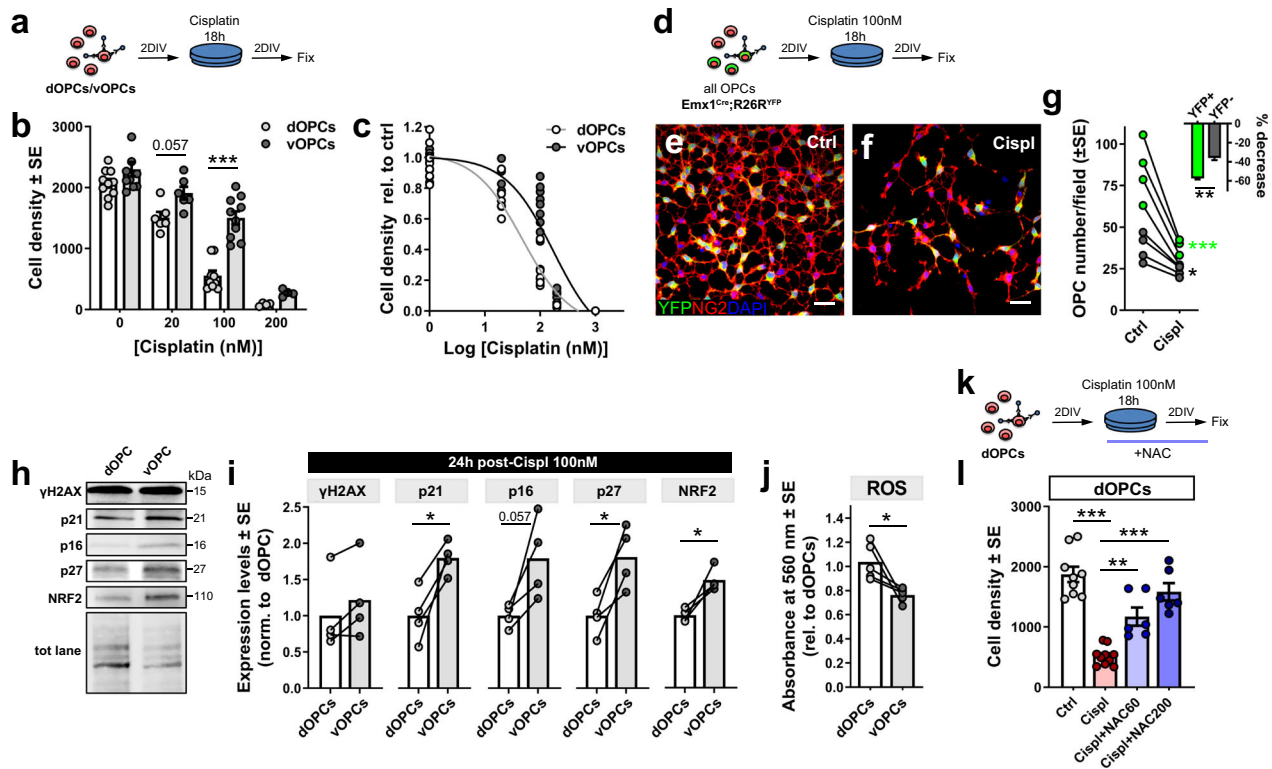 a
Cisplatin
18h
2DIV
2DIV
Fix
dOPCs/vOPCs
b
dOPCs
vOPCs
Cell density ± SE
3000
2000
1000
0
0.057
***
0
20
100
200
[Cisplatin (nM)]
c
dOPCs
vOPCs
Cell density rel. to ctrl
1.2
1.0
0.8
0.6
0.4
0.2
0.0
0
1
2
3
Log [Cisplatin (nM)]
d
Cisplatin 100nM
18h
2DIV
2DIV
Fix
all OPCs
Emx1Cre;R26RYFP
e
Ctrl
YFPNG2DAPI
f
Cispl
g
YFP+
YFP-
% decrease
0
-20
-40
-60
**
OPC number/field (±SE)
100
75
50
25
0
***
*
Ctrl
Cispl
h
dOPC
vOPC
kDa
γH2AX
15
p21
21
p16
16
p27
27
NRF2
110
tot lane
i
24h post-Cispl 100nM
γH2AX
p21
p16
p27
NRF2
Expression levels ± SE
(norm. to dOPC)
2.5
2.0
1.5
1.0
0.5
0.0
*
0.057
*
*
dOPCs
vOPCs
dOPCs
vOPCs
dOPCs
vOPCs
dOPCs
vOPCs
dOPCs
vOPCs
j
ROS
Absorbance at 560 nm ± SE
(rel. to dOPCs)
1.4
1.2
1.0
0.8
0.6
0.4
0.2
0.0
*
dOPCs
vOPCs
k
Cisplatin 100nM
18h
2DIV
2DIV
Fix
dOPCs
+NAC
l
dOPCs
Cell density ± SE
3000
2000
1000
0
***
***
**
Ctrl
Cispl
Cispl+NAC60
Cispl+NAC200